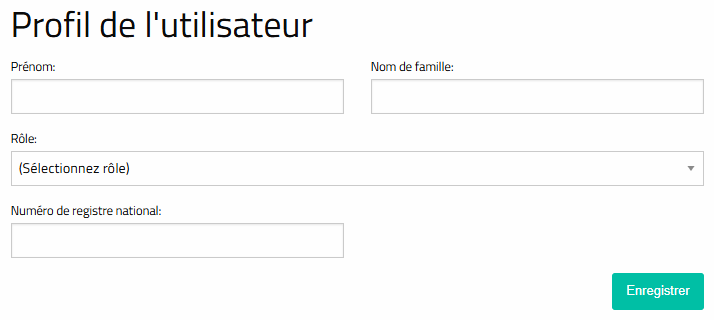 Profil de l'utilisateur
Prénom:
Nom de famille:
Rôle:
(Sélectionnez rôle)
Numéro de registre national:
Enregistrer